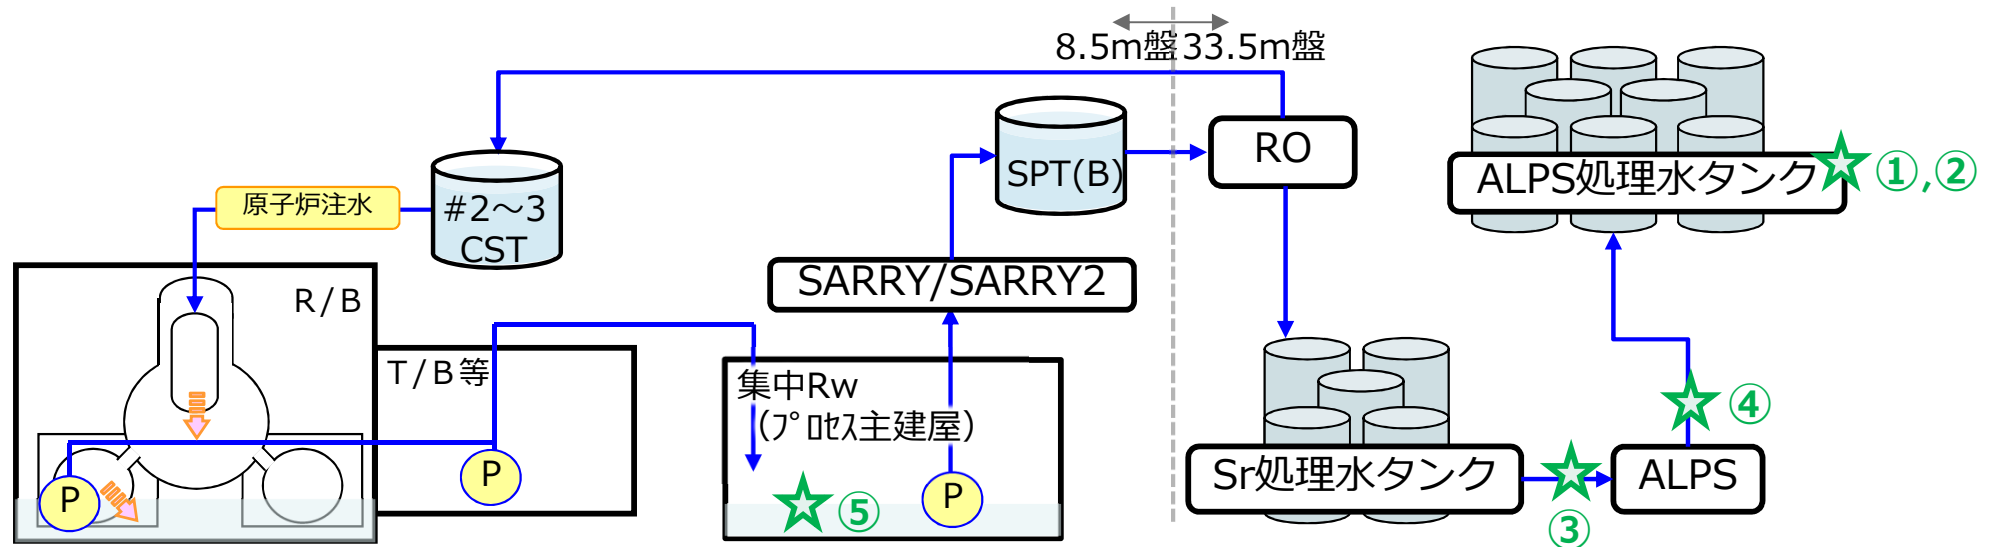 8.5m盤
33.5m盤
RO
SPT(B)
ALPS処理水タンク
①,②
原子炉注水
#2～3
CST
SARRY/SARRY2
R/B
T/B等
集中Rw
(ﾌﾟﾛｾｽ主建屋)
P
P
P
⑤
Sr処理水タンク
③
ALPS
④